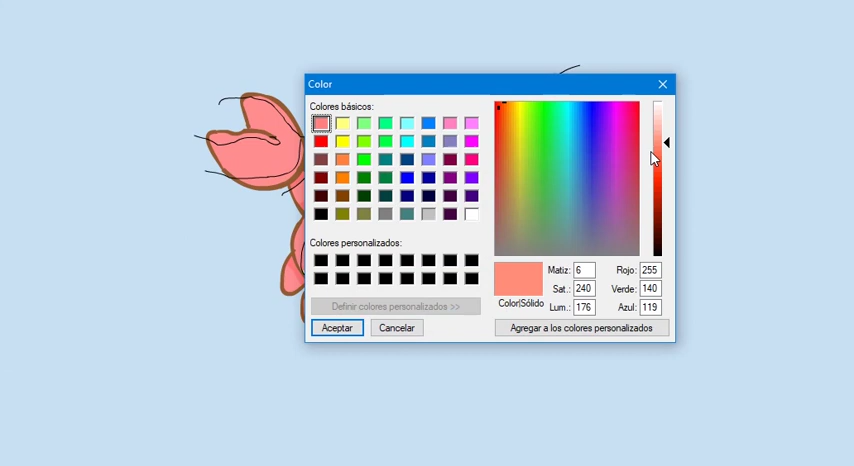 Color
Colores básicos:
Colores personalizados:
Definir colores personalizados >>
Aceptar
Cancelar
Color|Sólido
Matiz: 6
Sat.: 240
Lum.: 176
Rojo: 255
Verde: 140
Azul: 119
Agregar a los colores personalizados